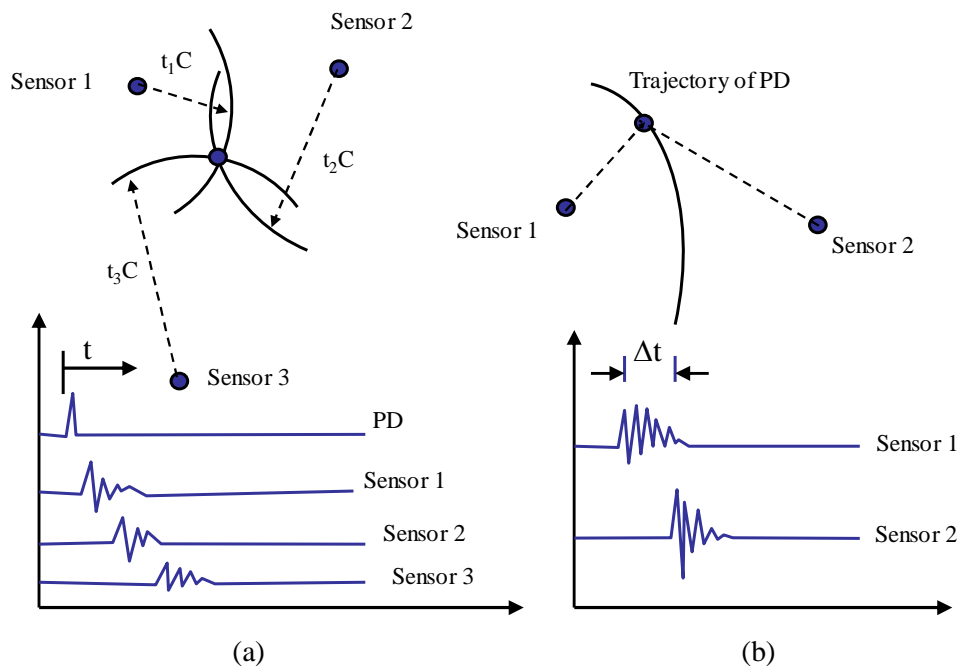 Sensor 1
t₁C
Sensor 2
t₂C
t₃C
Sensor 3
t
PD
Sensor 1
Sensor 2
Sensor 3
(a)
Trajectory of PD
Sensor 1
Sensor 2
Δt
Sensor 1
Sensor 2
(b)